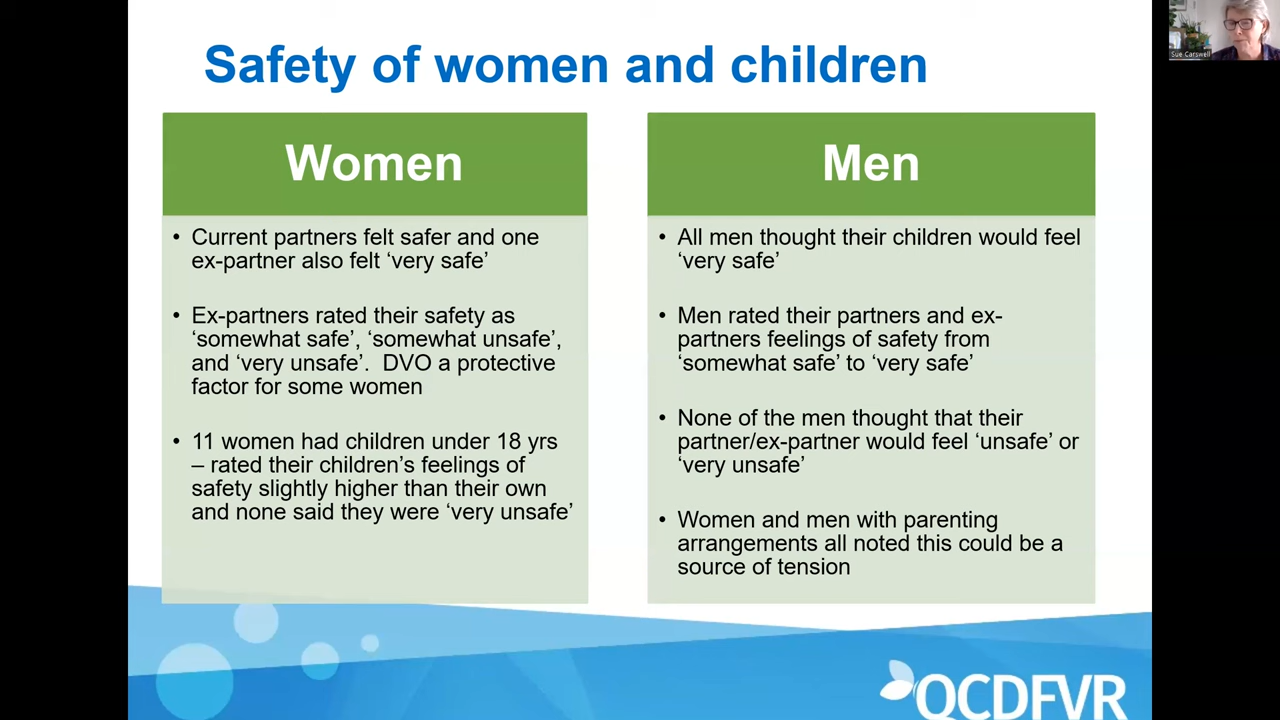 Safety of women and children
Women
• Current partners felt safer and one
ex-partner also felt ‘very safe’
• Ex-partners rated their safety as
‘somewhat safe’, ‘somewhat unsafe’,
and ‘very unsafe’.  DVO a protective
factor for some women
• 11 women had children under 18 yrs
– rated their children’s feelings of
safety slightly higher than their own
and none said they were ‘very unsafe’
Men
• All men thought their children would feel
‘very safe’
• Men rated their partners and ex-
partners feelings of safety from
‘somewhat safe’ to ‘very safe’
• None of the men thought that their
partner/ex-partner would feel ‘unsafe’ or
‘very unsafe’
• Women and men with parenting
arrangements all noted this could be a
source of tension
QCDFVR
Sue Carswell